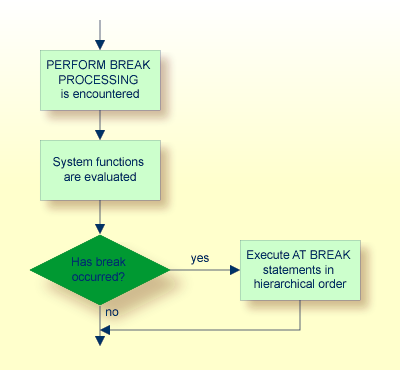 PERFORM BREAK
PROCESSING
is encountered
System functions
are evaluated
Has break
occurred?
yes
Execute AT BREAK
statements in
hierarchical order
no